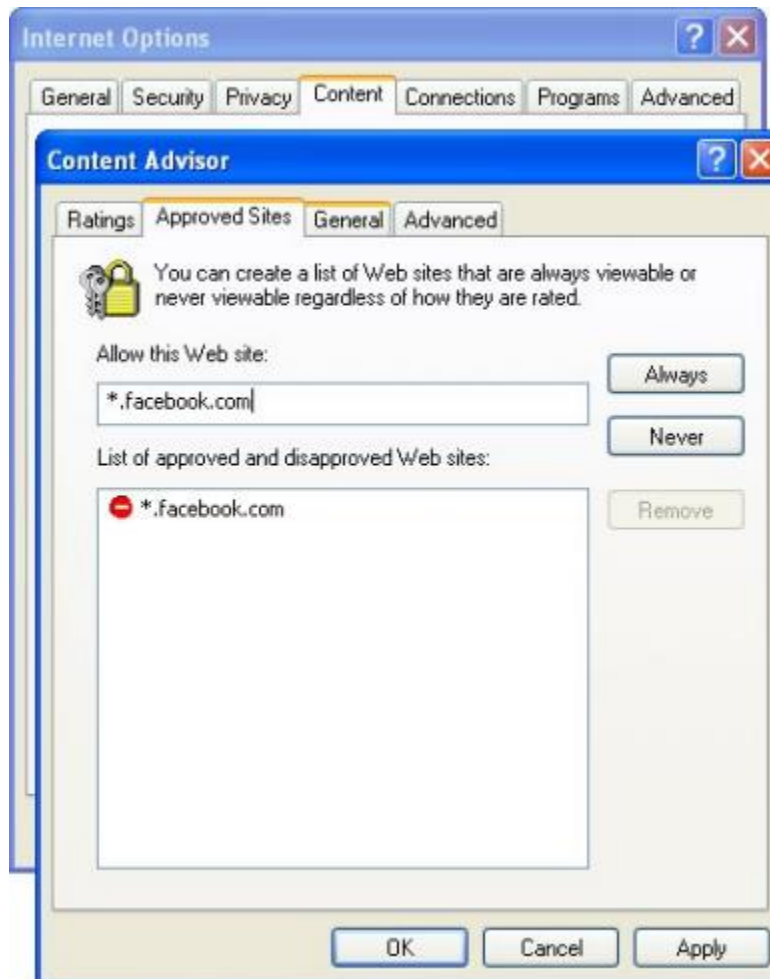 Internet Options
General Security Privacy Content Connections Programs Advanced
Content Advisor
Ratings Approved Sites General Advanced
You can create a list of Web sites that are always viewable or
never viewable regardless of how they are rated.
Allow this Web site:
*.facebook.com
Always
Never
List of approved and disapproved Web sites:
*.facebook.com
Remove
OK Cancel Apply